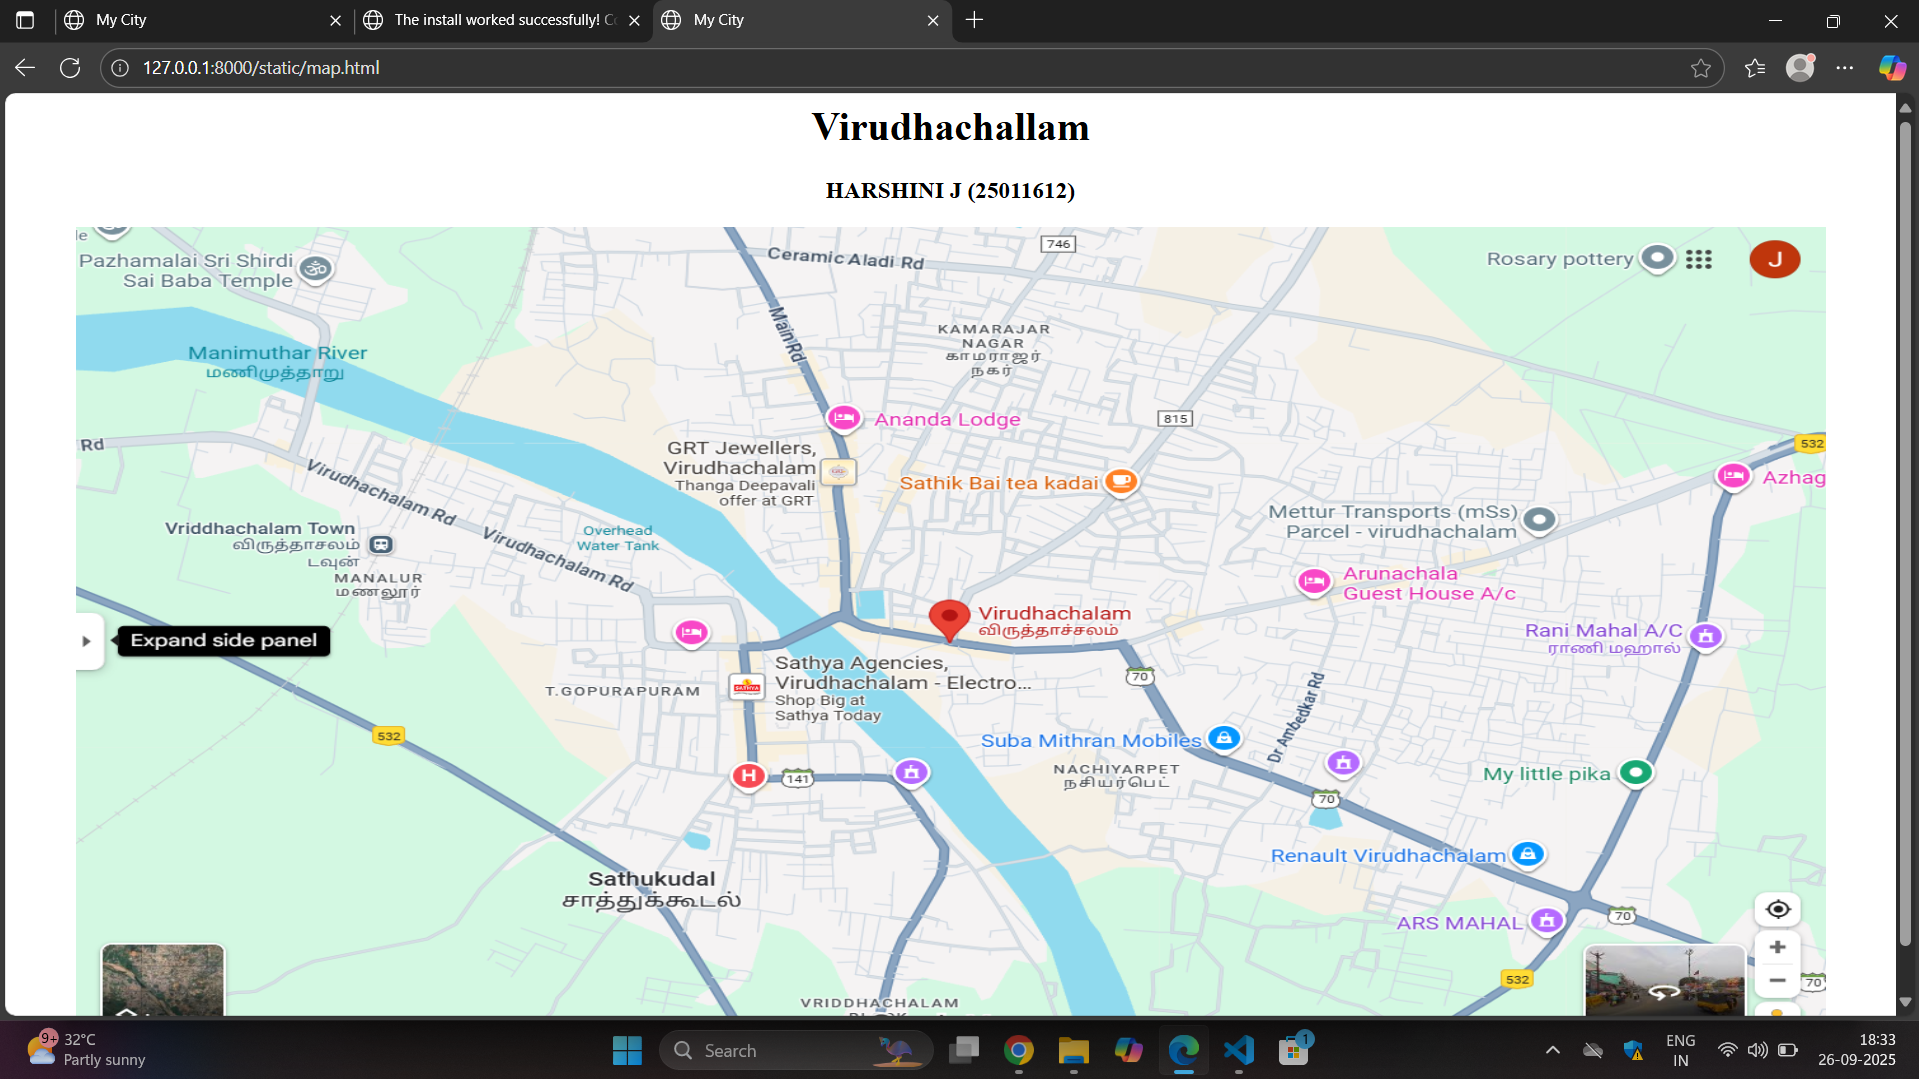 My City
The install worked successfully!
My City
127.0.0.1:8000/static/map.html
Virudhachallam
HARSHINI J (25011612)
le
Pazhamalai Sri Shirdi
Sai Baba Temple
Ceramic Aladi Rd
746
Rosary pottery
J
Main Rd
KAMARAJAR
NAGAR
காமராஜர்
நகர்
Manimuthar River
மணிமுத்தாறு
Ananda Lodge
815
Rd
532
GRT Jewellers,
Virudhachalam
Thanga Deepavali
offer at GRT
Sathik Bai tea kadai
Azhag
Virudhachalam Rd
Mettur Transports (mSs)
Parcel - virudhachalam
Vriddhachalam Town
விருத்தாசலம்
டவுன்
Virudhachalam Rd
Overhead
Water Tank
MANALUR
மணலூர்
Arunachala
Guest House A/c
Virudhachalam
விருத்தாச்சலம்
Expand side panel
Rani Mahal A/C
ராணி மஹால்
Sathya Agencies,
Virudhachalam - Electro...
Shop Big at
Sathya Today
SATHYA
T.GOPURAPURAM
70
Dr Ambedkar Rd
532
Suba Mithran Mobiles
NACHIYARPET
நசியர்பெட்
H
141
My little pika
70
Renault Virudhachalam
Sathukudal
சாத்துக்கூடல்
ARS MAHAL
70
532
70
VRIDDHACHALAM
9+
32°C
Partly sunny
Search
1
ENG
IN
18:33
26-09-2025